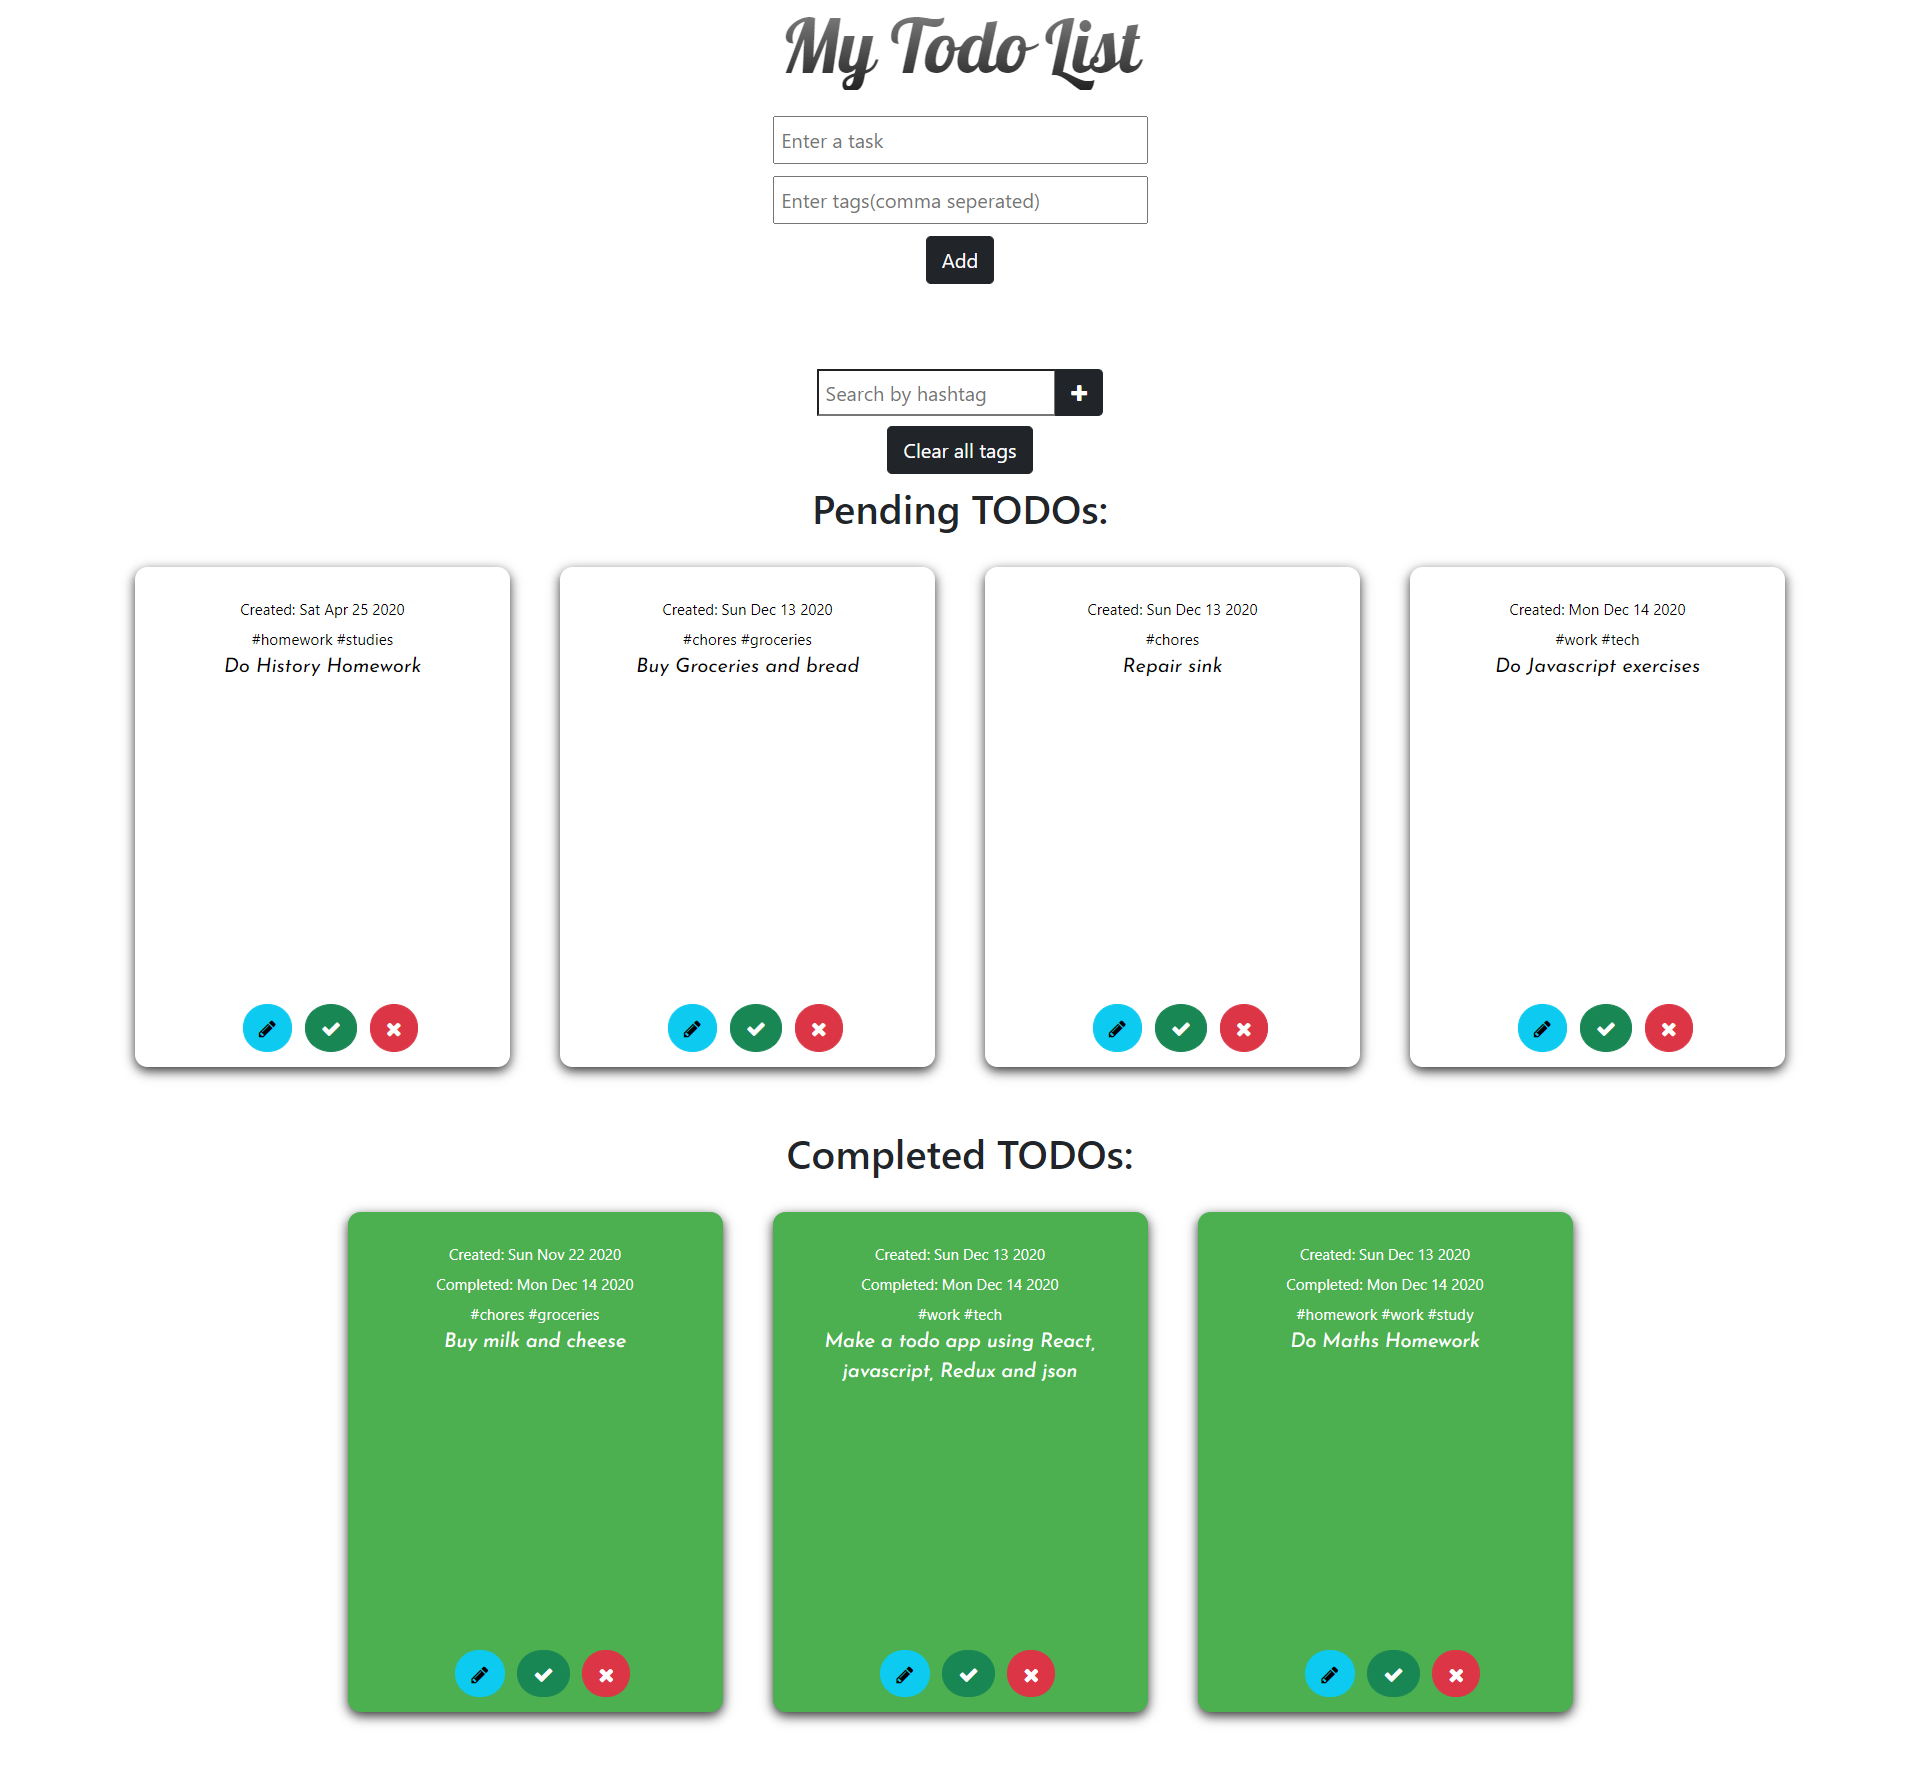 My Todo List
Enter a task
Enter tags(comma seperated)
Add
Search by hashtag
Clear all tags
Pending TODOs:
Created: Sat Apr 25 2020
#homework #studies
Do History Homework
Created: Sun Dec 13 2020
#chores #groceries
Buy Groceries and bread
Created: Sun Dec 13 2020
#chores
Repair sink
Created: Mon Dec 14 2020
#work #tech
Do Javascript exercises
Completed TODOs:
Created: Sun Nov 22 2020
Completed: Mon Dec 14 2020
#chores #groceries
Buy milk and cheese
Created: Sun Dec 13 2020
Completed: Mon Dec 14 2020
#work #tech
Make a todo app using React,
javascript, Redux and json
Created: Sun Dec 13 2020
Completed: Mon Dec 14 2020
#homework #work #study
Do Maths Homework